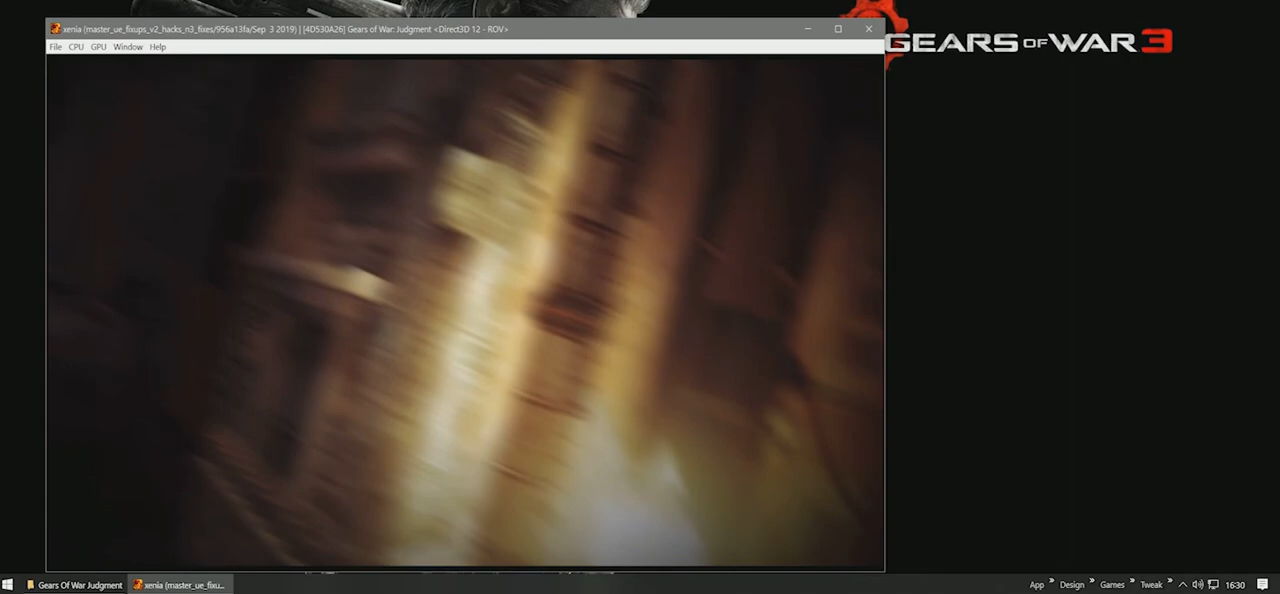 xenia (master_ue_fixups_v2_hacks_n3_fixes/956a13fa/Sep 3 2019) | [4D530A26] Gears of War: Judgment <Direct3D 12 - ROV>
File CPU GPU Window Help
GEARS OF WAR 3
Gears Of War Judgment
xenia (master_ue_fixu...
App » Design » Games » Tweak » 16:30